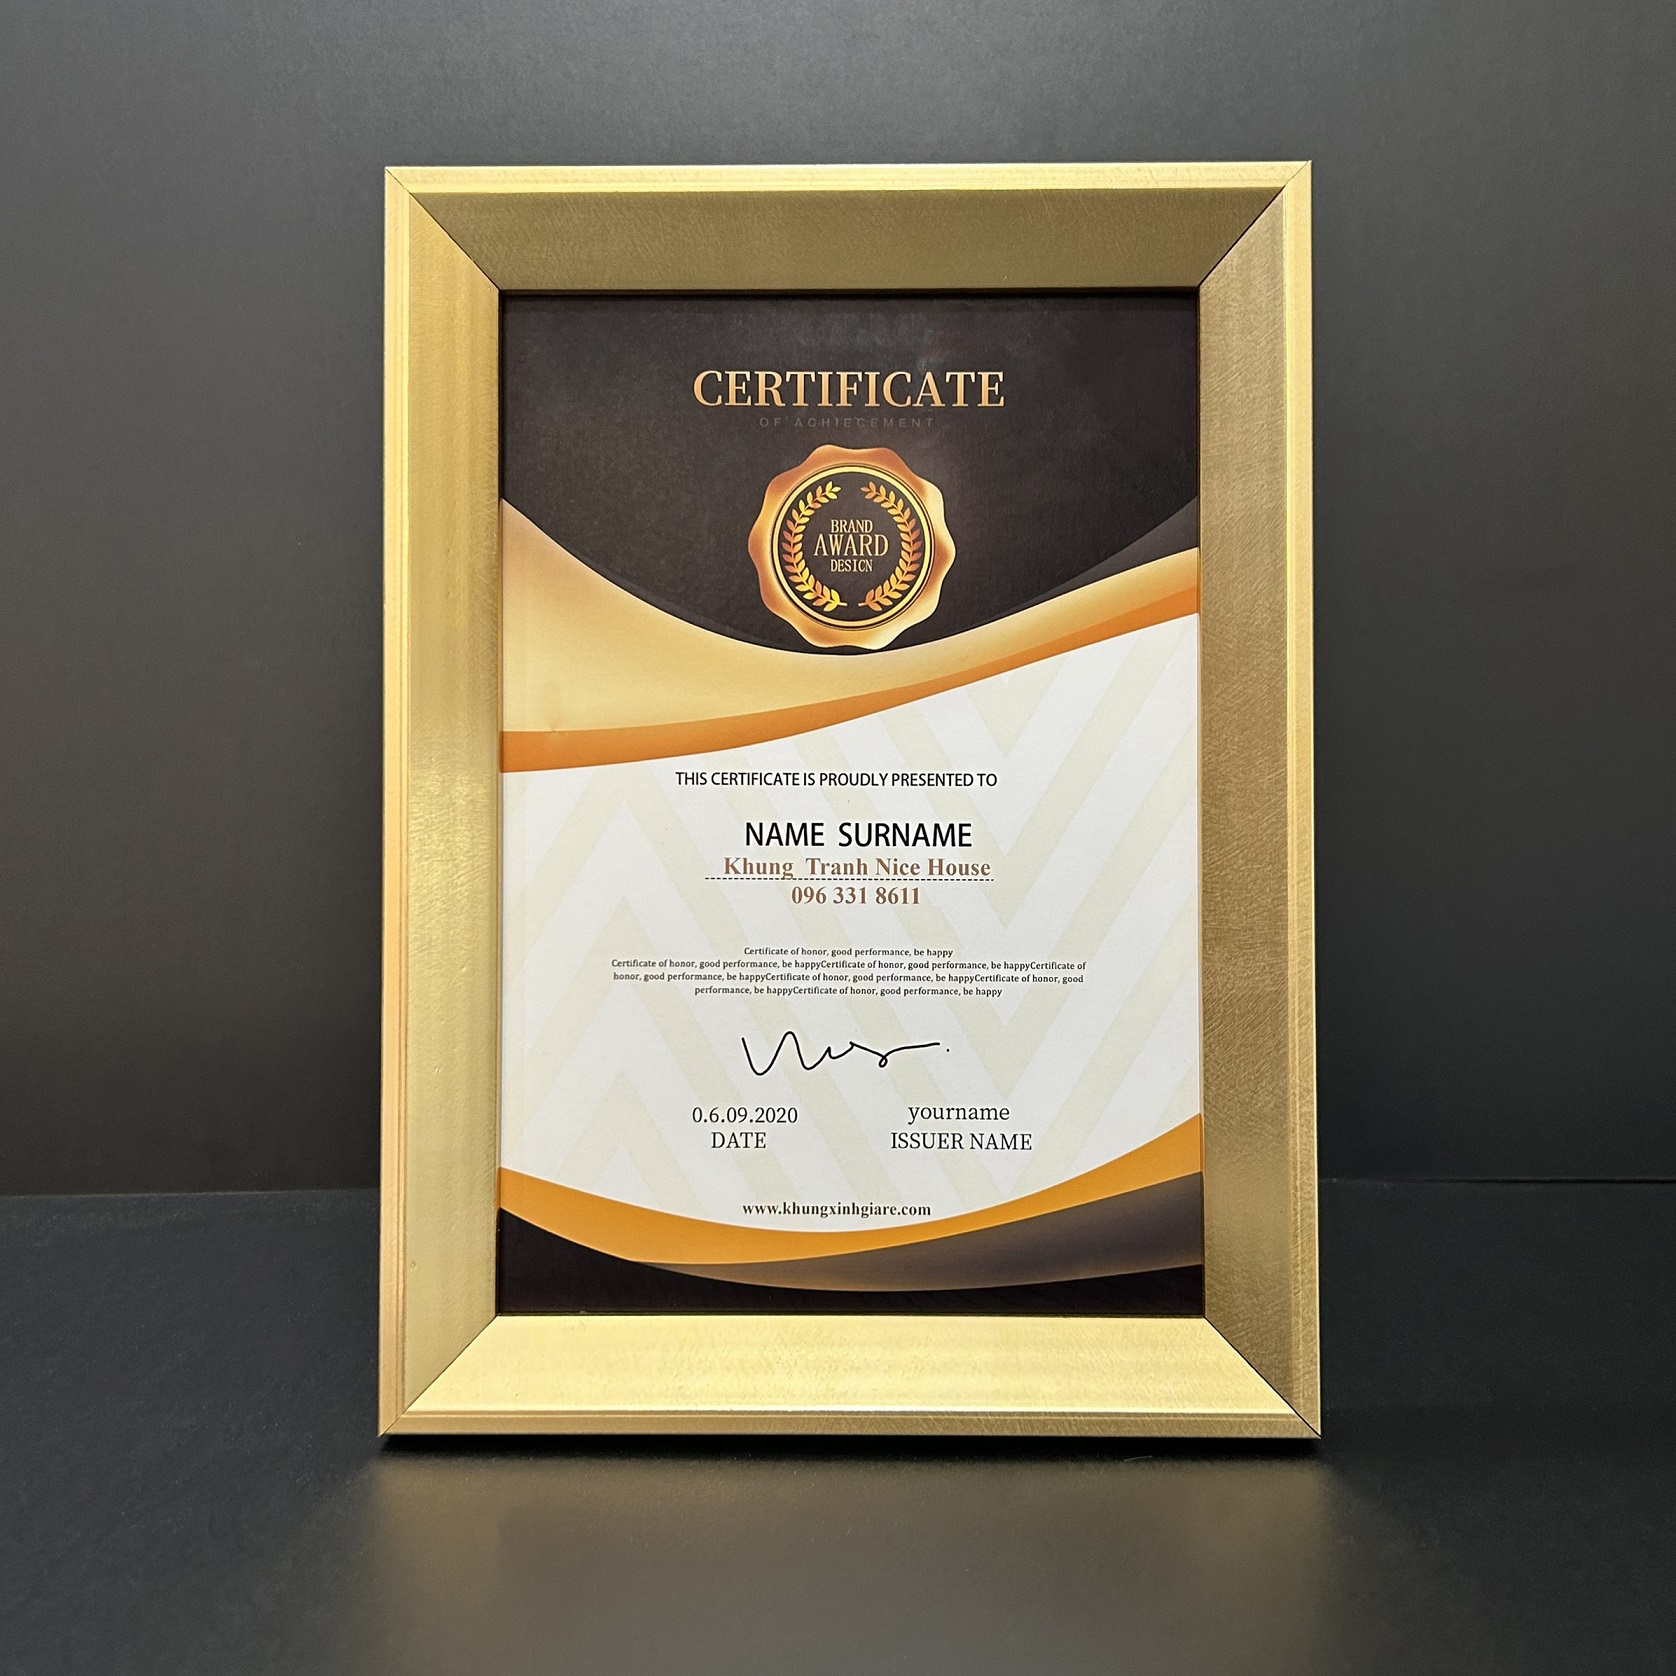 CERTIFICATE
OF ACHIECEMENT
BRAND
AWARD
DESIGN
THIS CERTIFICATE IS PROUDLY PRESENTED TO
NAME SURNAME
Khung Tranh Nice House
096 331 8611
Certificate of honor, good performance, be happy
Certificate of honor, good performance, be happyCertificate of honor, good performance, be happyCertificate of
honor, good performance, be happyCertificate of honor, good performance, be happyCertificate of honor, good
performance, be happyCertificate of honor, good performance, be happy
0.6.09.2020
DATE
yourname
ISSUER NAME
www.khungxinhgiare.com